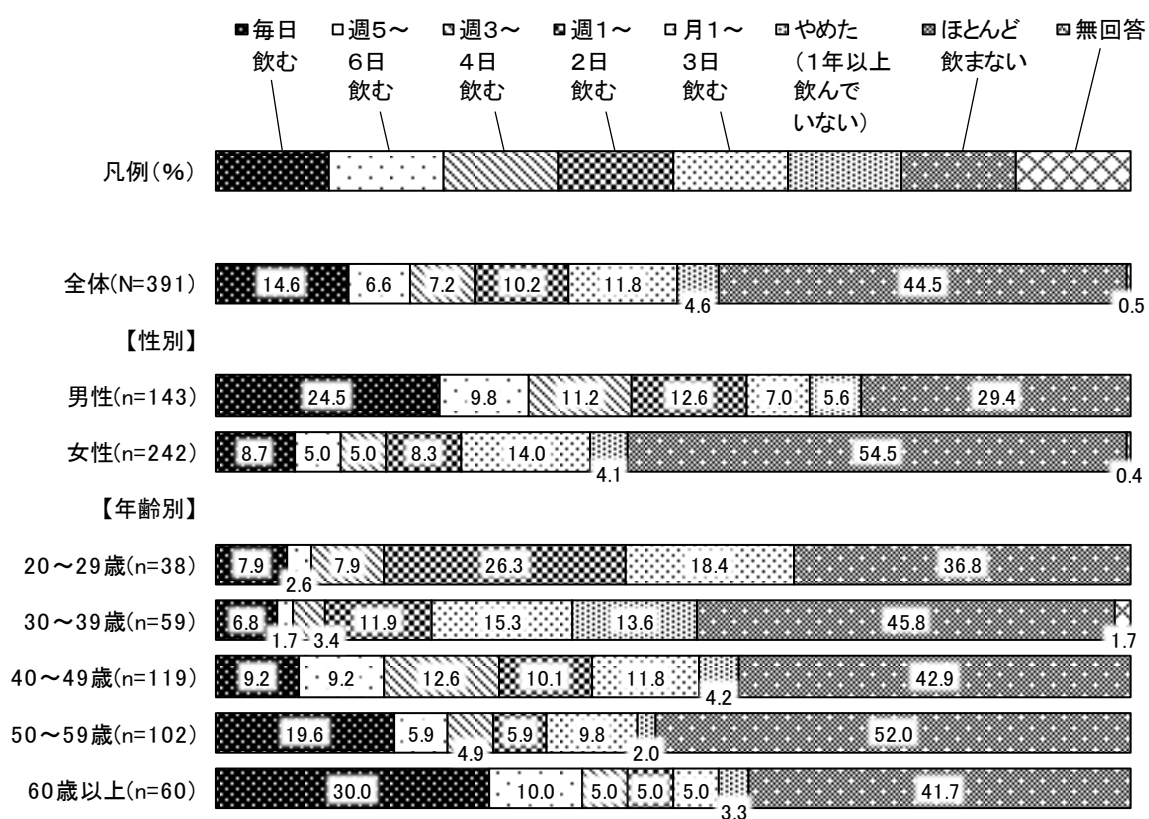 毎日 週5～ 週3～ 週1～ 月1～ やめた ほとんど 無回答
飲む 6日 4日 2日 3日 (1年以上 飲まない
飲む 飲む 飲む 飲む 飲んで
いない)
凡例(%)
全体(N=391) 14.6 6.6 7.2 10.2 11.8 4.6 44.5 0.5
【性別】
男性(n=143) 24.5 9.8 11.2 12.6 7.0 5.6 29.4
女性(n=242) 8.7 5.0 5.0 8.3 14.0 4.1 54.5 0.4
【年齢別】
20～29歳(n=38) 7.9 2.6 7.9 26.3 18.4 36.8
30～39歳(n=59) 6.8 1.7 3.4 11.9 15.3 13.6 45.8 1.7
40～49歳(n=119) 9.2 9.2 12.6 10.1 11.8 4.2 42.9
50～59歳(n=102) 19.6 5.9 4.9 5.9 9.8 2.0 52.0
60歳以上(n=60) 30.0 10.0 5.0 5.0 5.0 3.3 41.7